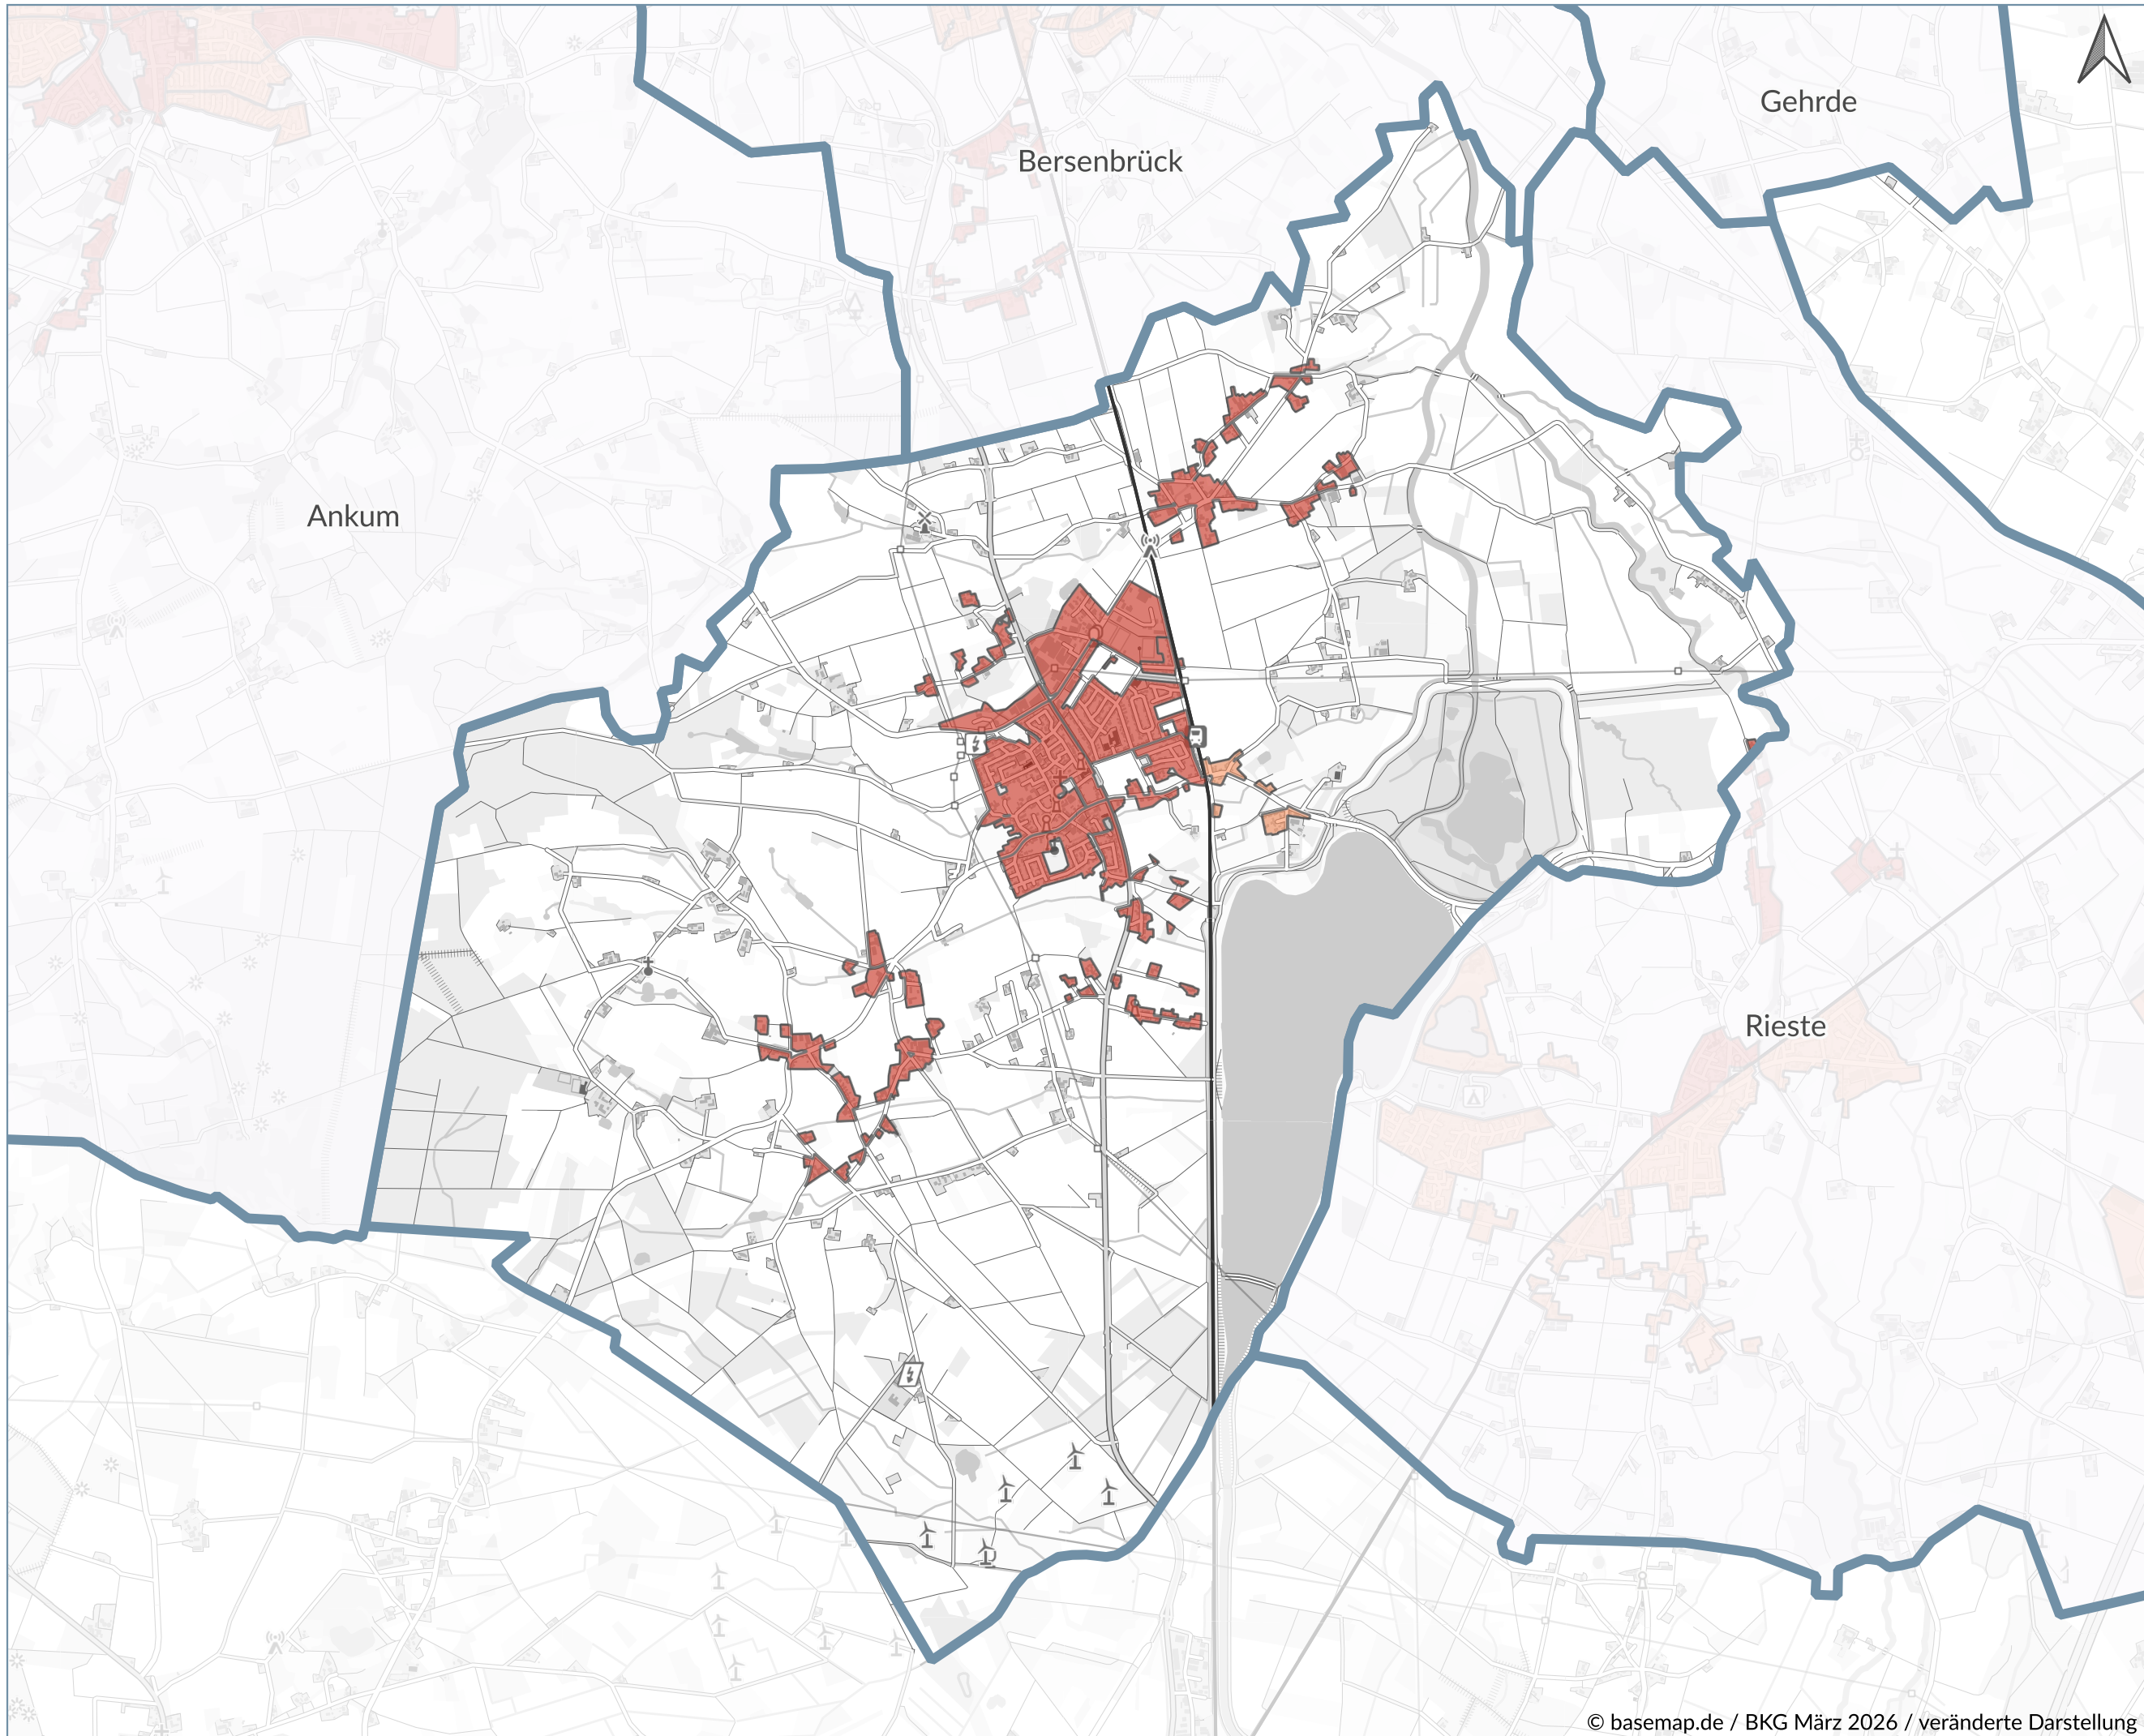 Gehrde
Bersenbrück
Ankum
Rieste
© basemap.de / BKG März 2026 / veränderte Darstellung